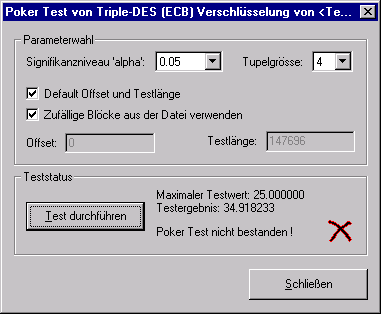 Poker Test von Triple-DES (ECB) Verschlüsselung von <Te...
Parameterwahl
Signifikanzniveau 'alpha': 0.05 Tupelgrösse: 4
Default Offset und Testlänge
Zufällige Blöcke aus der Datei verwenden
Offset: 0 Testlänge: 147696
Teststatus
Maximaler Testwert: 25.000000
Test durchführen Testergebnis: 34.918233
Poker Test nicht bestanden !
Schließen